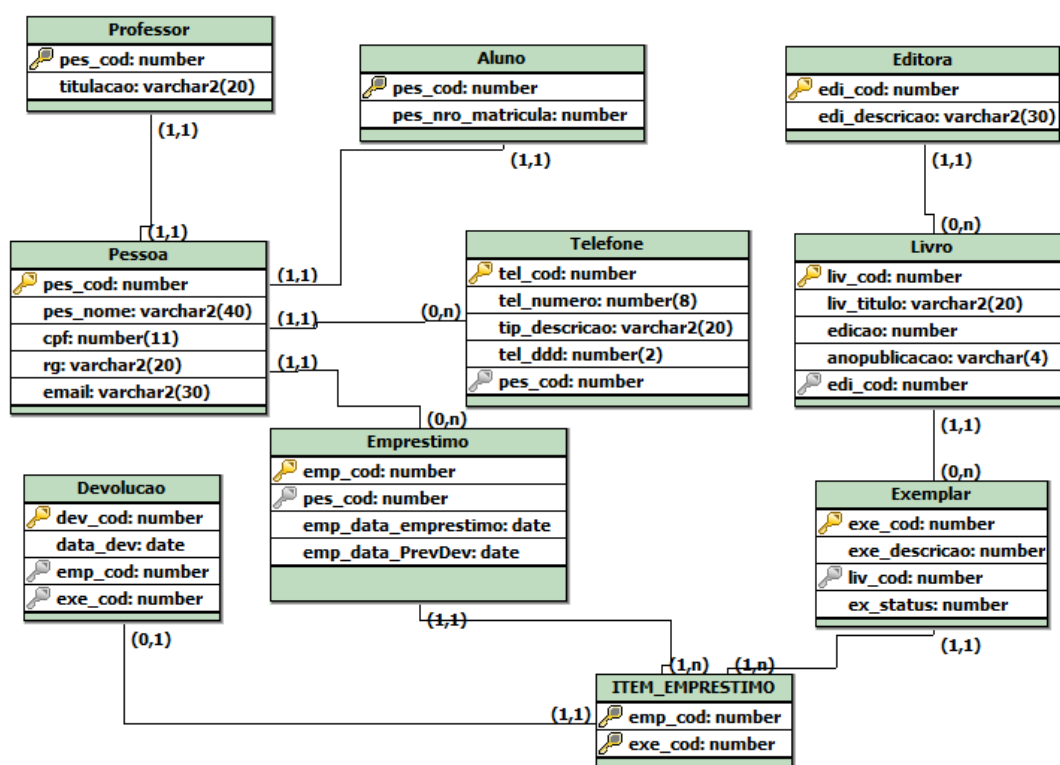 Professor
pes_cod: number
titulacao: varchar2(20)
(1,1)
Aluno
pes_cod: number
pes_nro_matricula: number
(1,1)
Editora
edi_cod: number
edi_descricao: varchar2(30)
(1,1)
(1,1)
Pessoa
pes_cod: number
pes_nome: varchar2(40)
cpf: number(11)
rg: varchar2(20)
email: varchar2(30)
(1,1)
(1,1)
(1,1)
(0,n)
Telefone
tel_cod: number
tel_numero: number(8)
tip_descricao: varchar2(20)
tel_ddd: number(2)
pes_cod: number
(0,n)
Livro
liv_cod: number
liv_titulo: varchar2(20)
edicao: number
anopublicacao: varchar(4)
edi_cod: number
(1,1)
(0,n)
Emprestimo
emp_cod: number
pes_cod: number
emp_data_emprestimo: date
emp_data_PrevDev: date
(1,1)
Devolucao
dev_cod: number
data_dev: date
emp_cod: number
exe_cod: number
(0,1)
(0,n)
Exemplar
exe_cod: number
exe_descricao: number
liv_cod: number
ex_status: number
(1,1)
(1,n)
(1,n)
ITEM_EMPRESTIMO
(1,1)
emp_cod: number
exe_cod: number